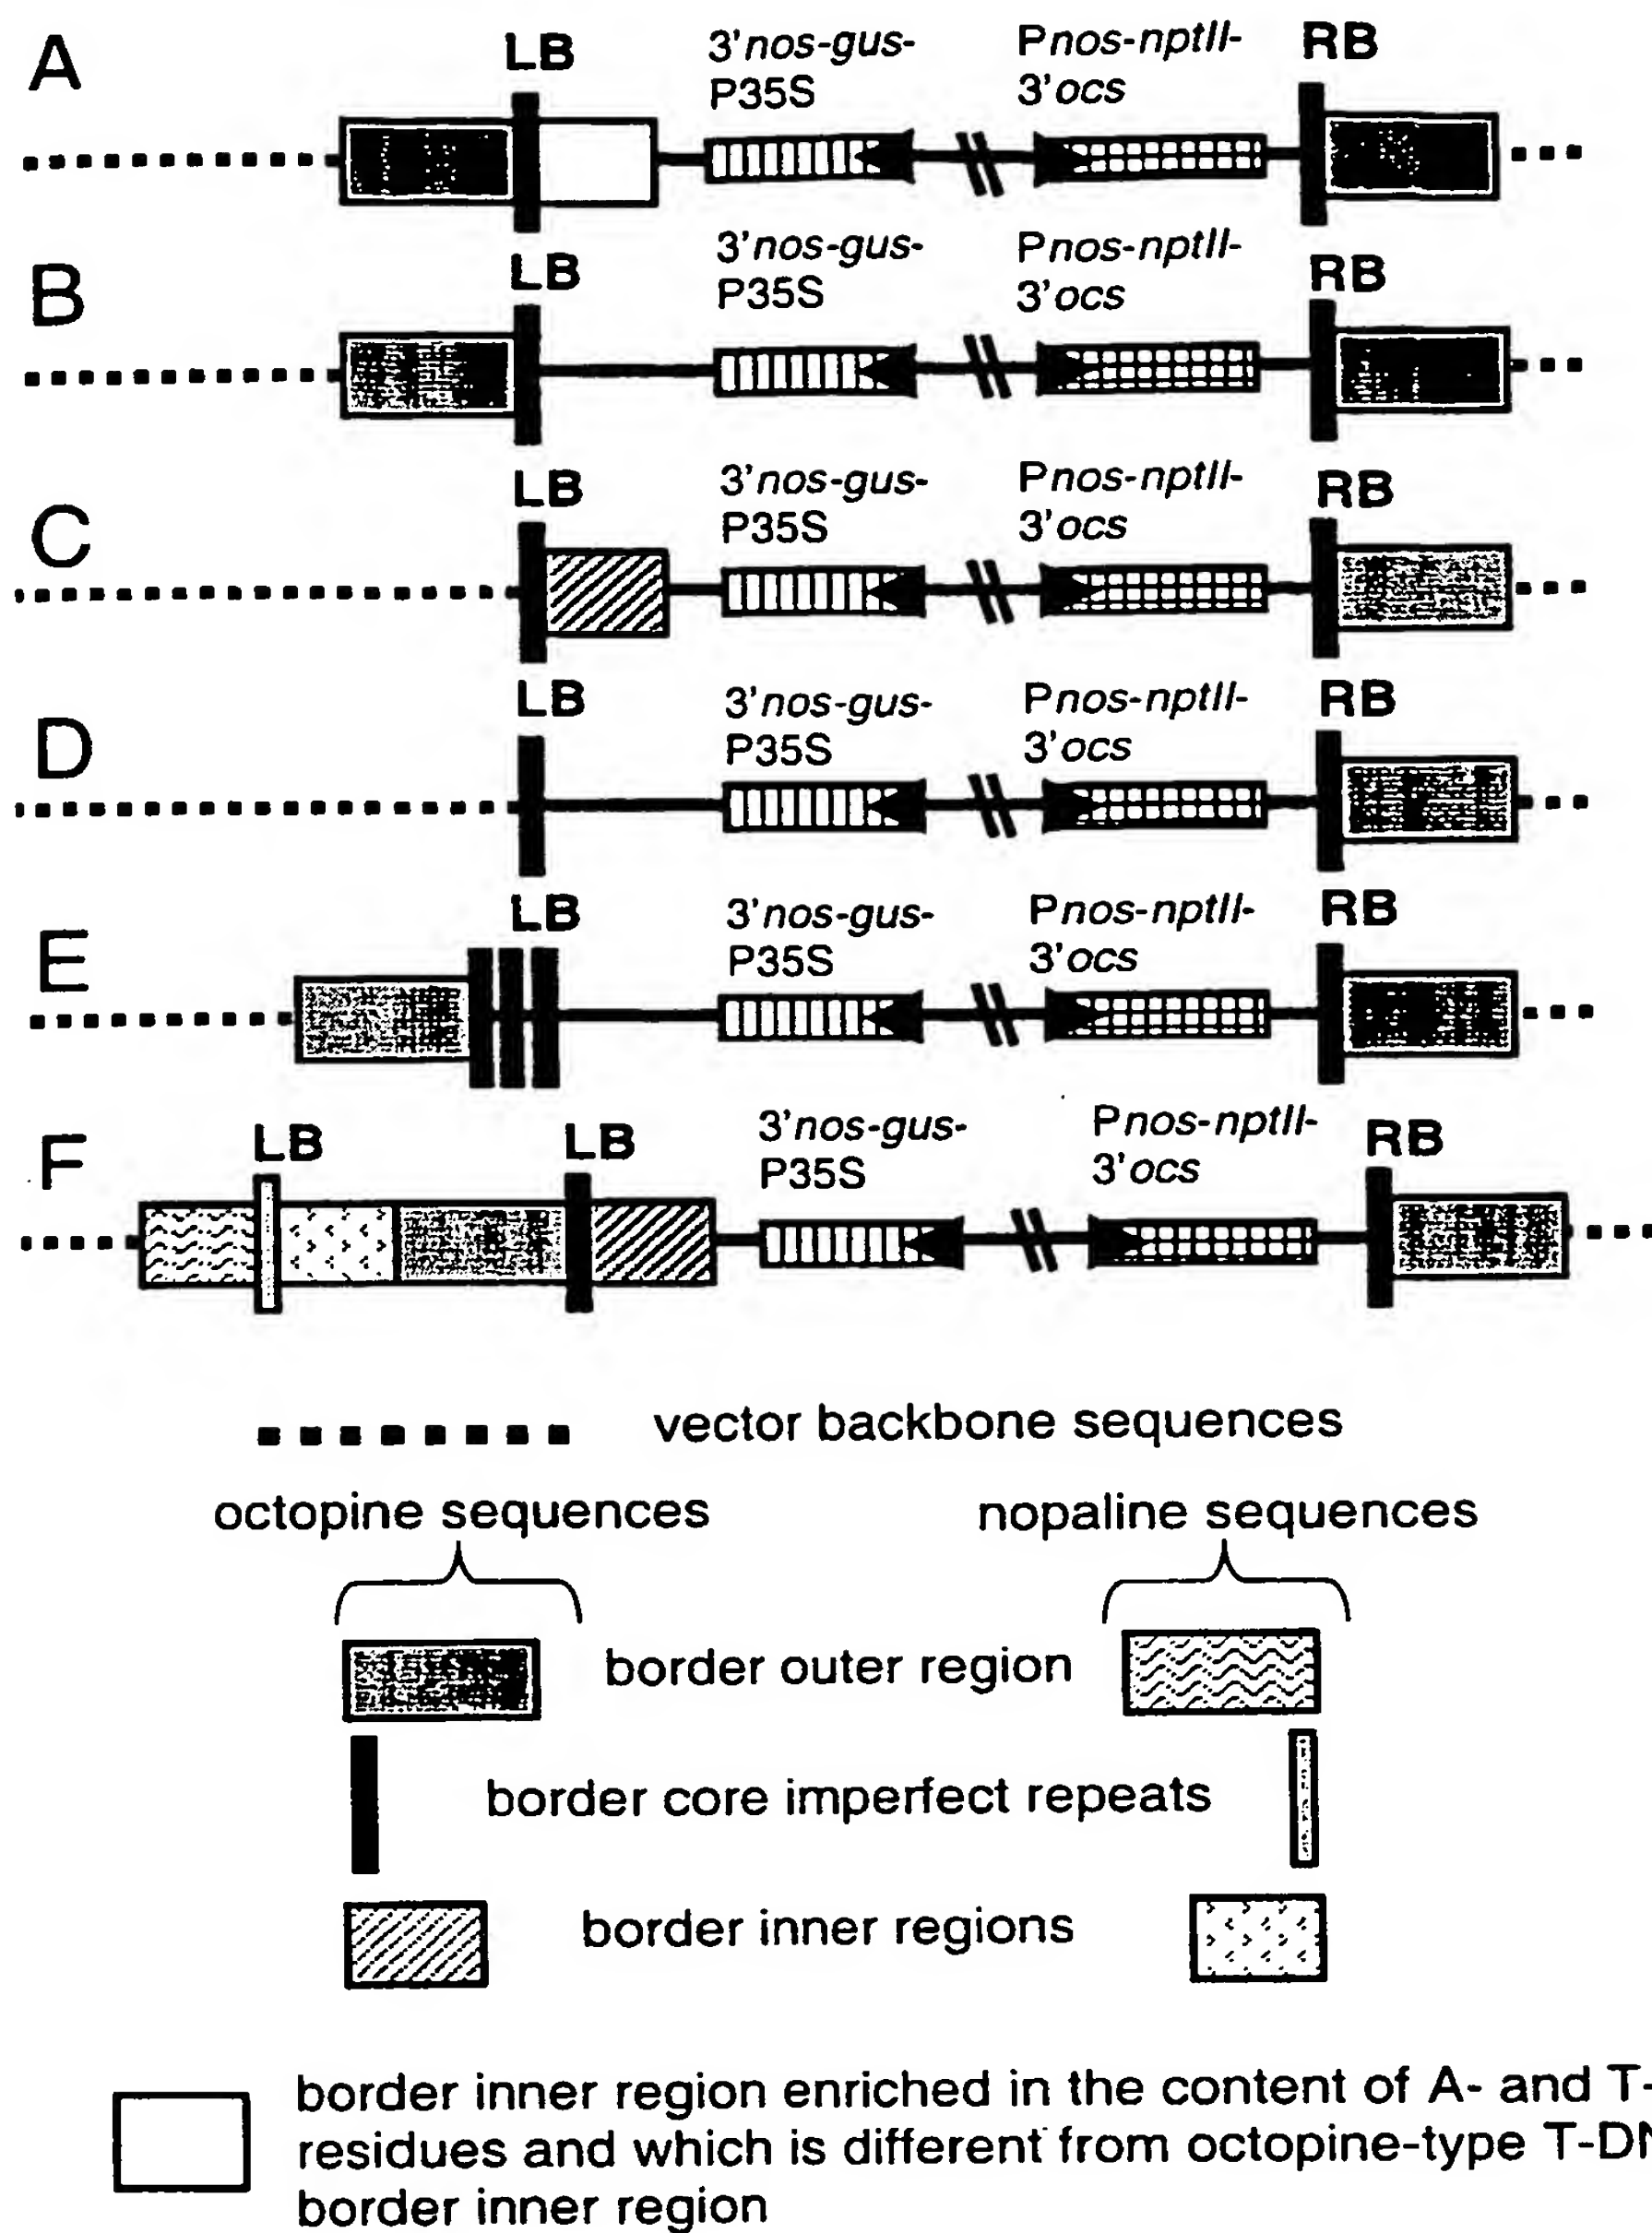 A
LB
3'nos-gus-
P35S
Pnos-nptII-
3'ocs
RB
B
LB
3'nos-gus-
P35S
Pnos-nptII-
3'ocs
RB
C
LB
3'nos-gus-
P35S
Pnos-nptII-
3'ocs
RB
D
LB
3'nos-gus-
P35S
Pnos-nptII-
3'ocs
RB
E
LB
3'nos-gus-
P35S
Pnos-nptII-
3'ocs
RB
F
LB
LB
3'nos-gus-
P35S
Pnos-nptII-
3'ocs
RB
vector backbone sequences
octopine sequences
nopaline sequences
border outer region
border core imperfect repeats
border inner regions
border inner region enriched in the content of A- and T-
residues and which is different from octopine-type
border inner region